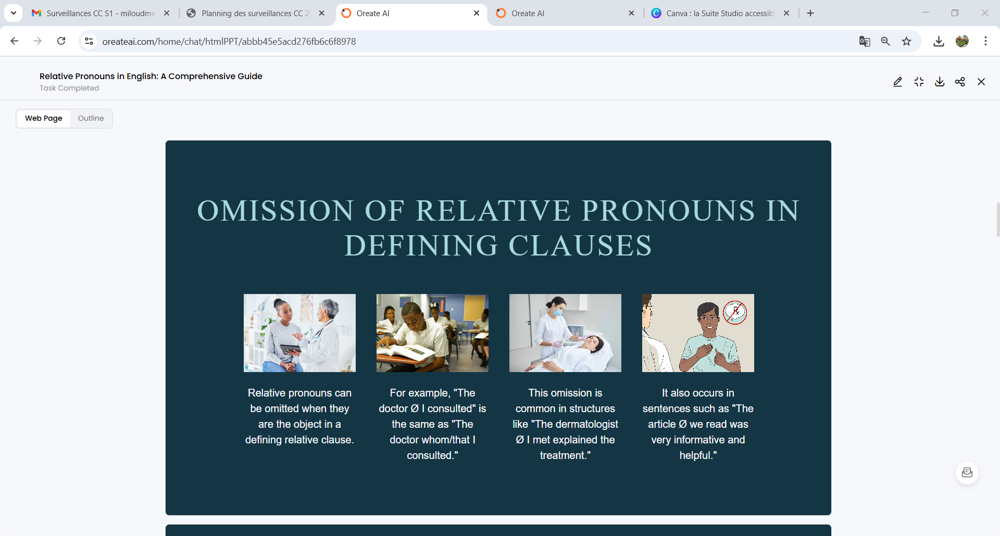 Surveillances CC S1 - miloudme
Planning des surveillances CC 2
Oreate AI
Oreate AI
Canva : la Suite Studio accessibl
oreateai.com/home/chat/htmlPPT/abbb45e5acd276fb6c6f8978
Relative Pronouns in English: A Comprehensive Guide
Task Completed
Web Page
Outline
OMISSION OF RELATIVE PRONOUNS IN
DEFINING CLAUSES
Rx
Relative pronouns can
be omitted when they
are the object in a
defining relative clause.
For example, "The
doctor Ø I consulted" is
the same as "The
doctor whom/that I
consulted."
This omission is
common in structures
like "The dermatologist
Ø I met explained the
treatment."
It also occurs in
sentences such as "The
article Ø we read was
very informative and
helpful."